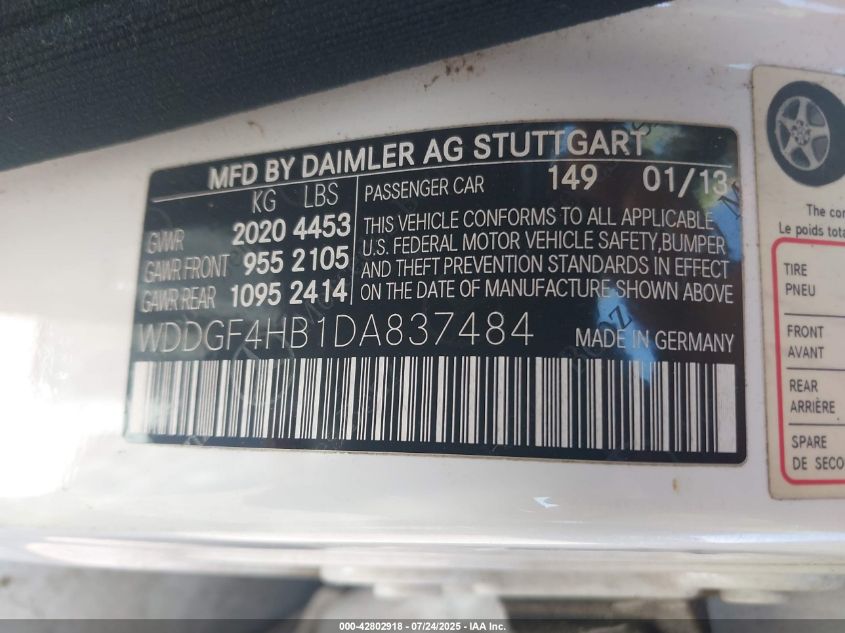 MFD BY DAIMLER AG STUTTGART
KG LBS
GVWR 2020 4453
GAWR FRONT 955 2105
GAWR REAR 1095 2414
PASSENGER CAR 149 01/13
THIS VEHICLE CONFORMS TO ALL APPLICABLE
U.S. FEDERAL MOTOR VEHICLE SAFETY,BUMPER
AND THEFT PREVENTION STANDARDS IN EFFECT
ON THE DATE OF MANUFACTURE SHOWN ABOVE
WDDGF4HB1DA837484 MADE IN GERMANY
The
Le poids
TIRE
PNEU
FRONT
AVANT
REAR
ARRIÈRE
SPARE
DE
000-42802918 - 07/24/2025 - IAA Inc.